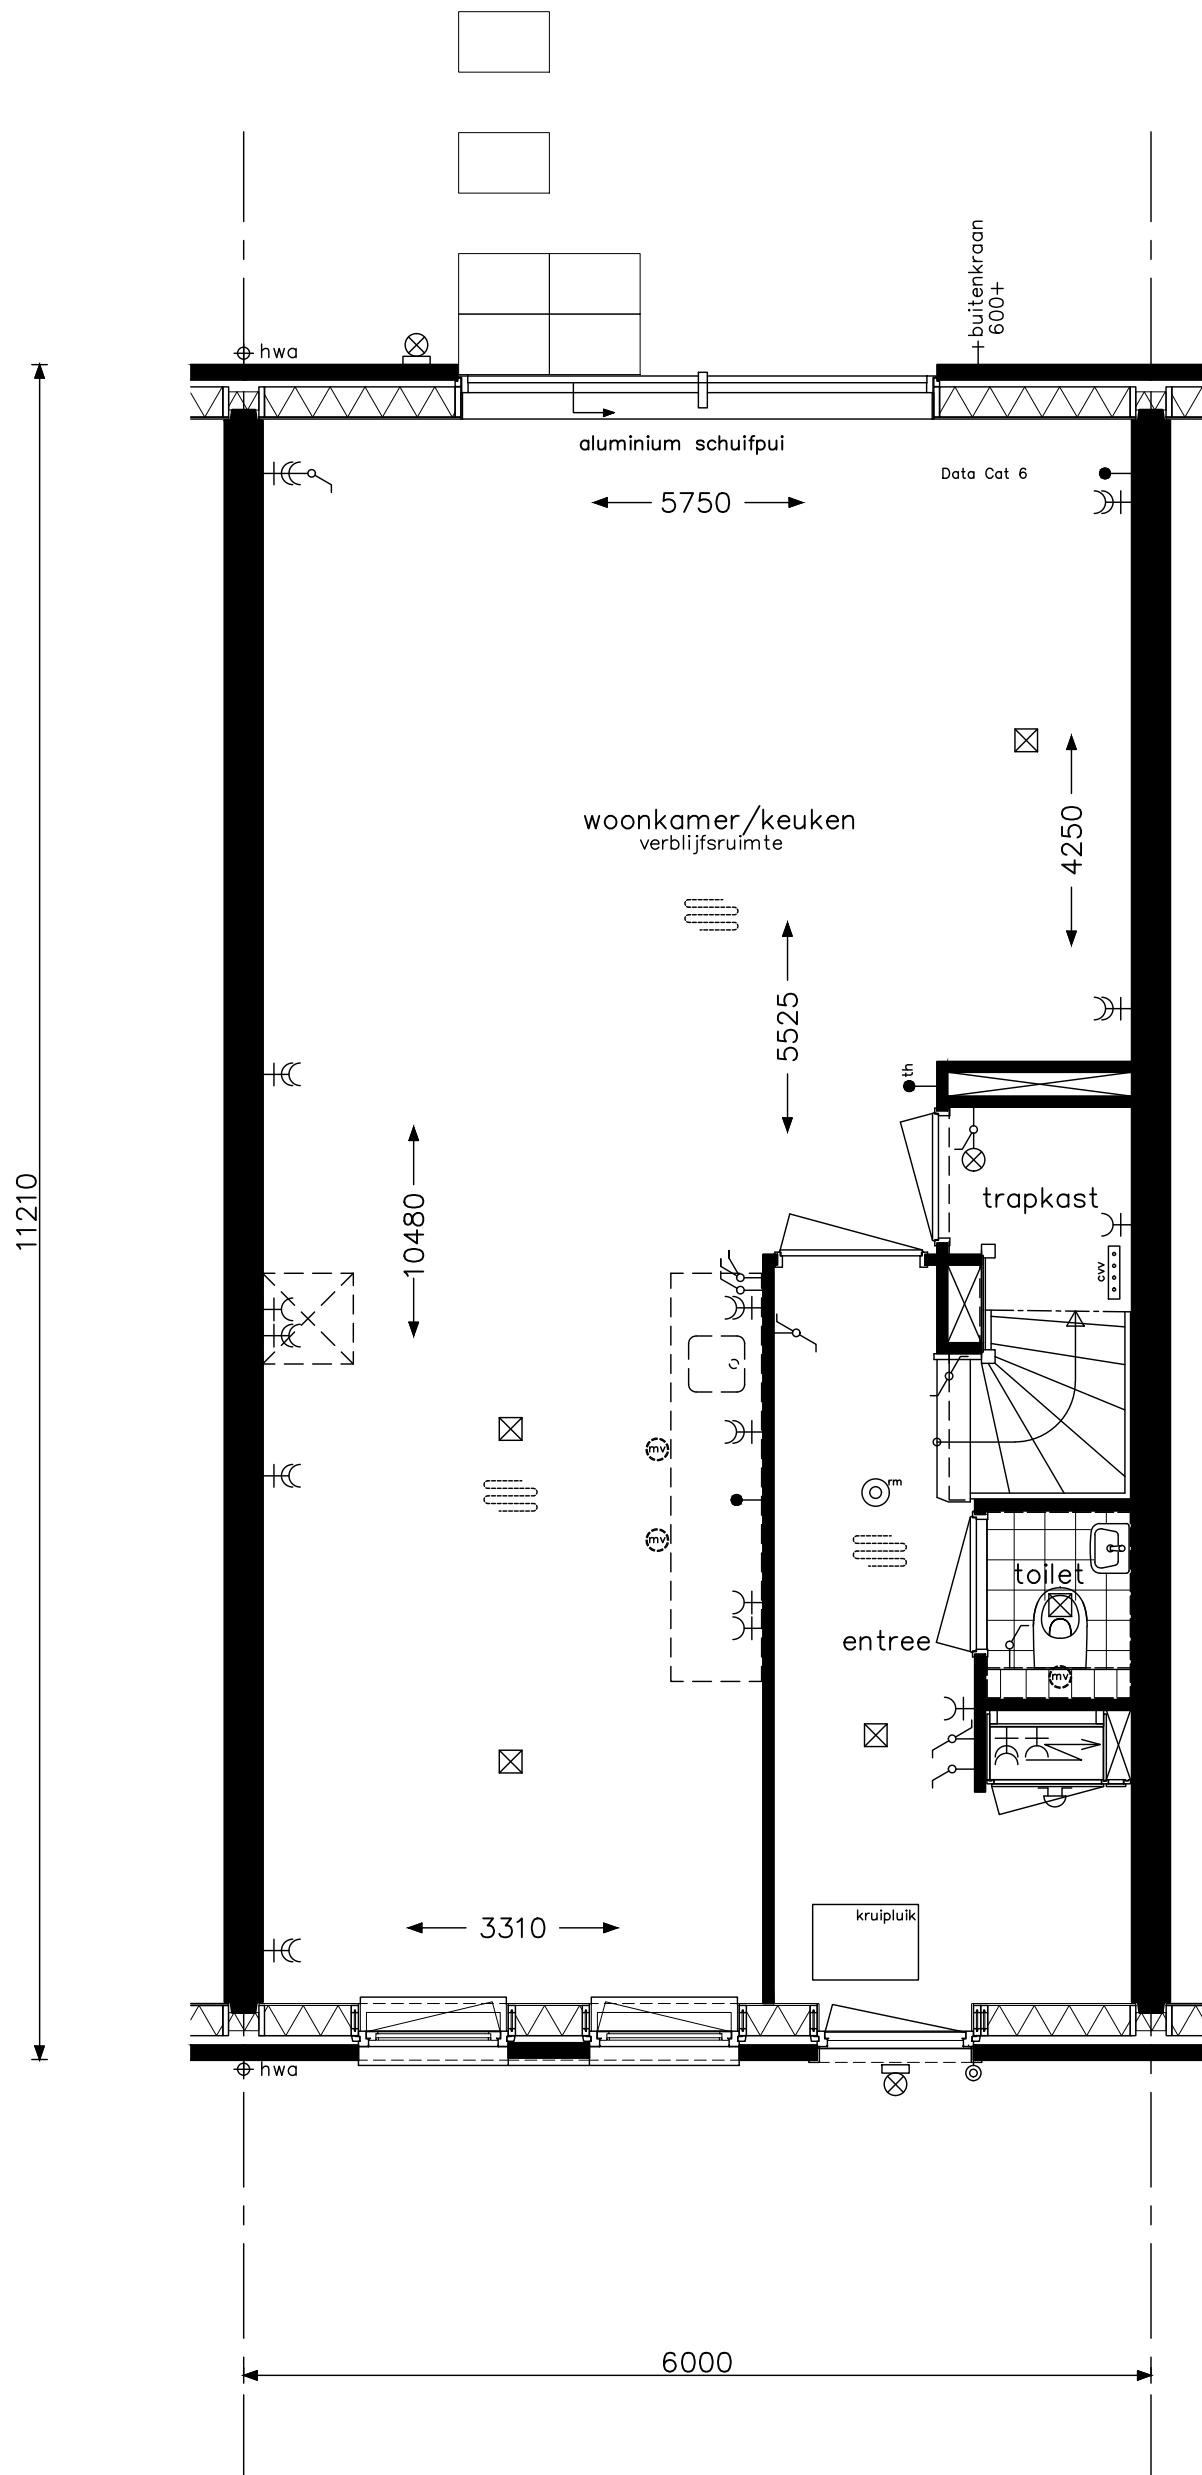 buitenkraan
600+
hwa
aluminium schuifpui
Data Cat 6
5750
woonkamer/keuken
verblijfsruimte
4250
5525
th
11210
10480
trapkast
cvv
mv
rm
mv
toilet
entree
mv
kruipluik
3310
hwa
6000